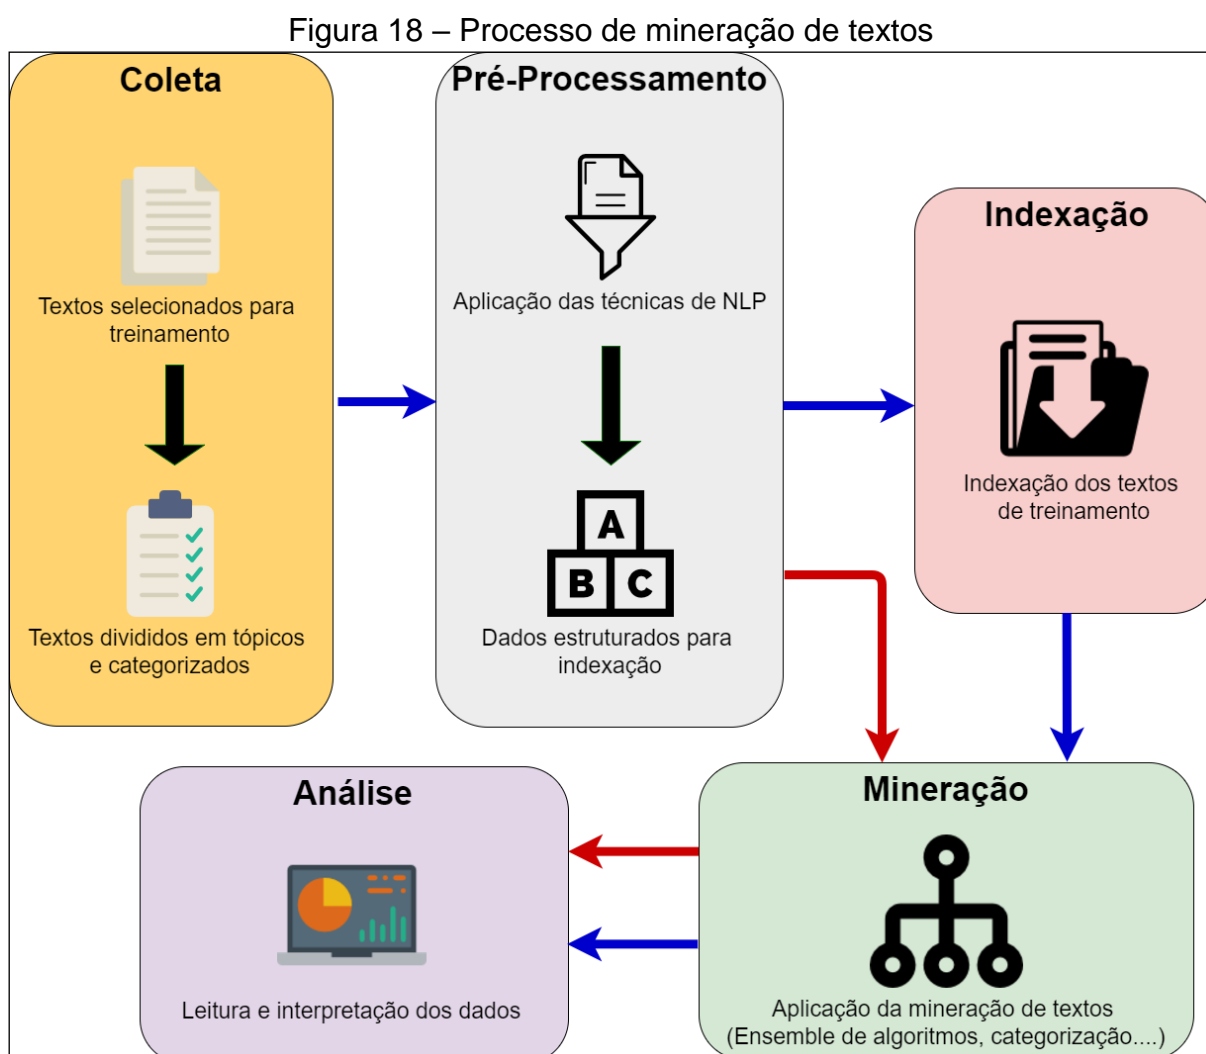 Figura 18 – Processo de mineração de textos
Coleta
Textos selecionados para
treinamento
Textos divididos em tópicos
e categorizados
Pré-Processamento
Aplicação das técnicas de NLP
A
B C
Dados estruturados para
indexação
Indexação
Indexação dos textos
de treinamento
Mineração
Aplicação da mineração de textos
(Ensemble de algoritmos, categorização....)
Análise
Leitura e interpretação dos dados